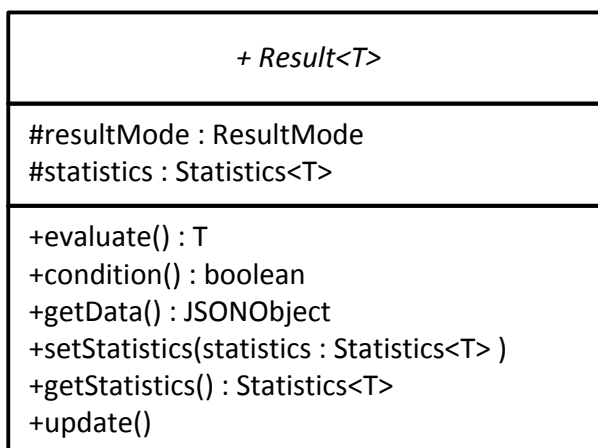 + Result<T>
#resultMode : ResultMode
#statistics : Statistics<T>
+evaluate() : T
+condition() : boolean
+getData() : JSONObject
+setStatistics(statistics : Statistics<T> )
+getStatistics() : Statistics<T>
+update()